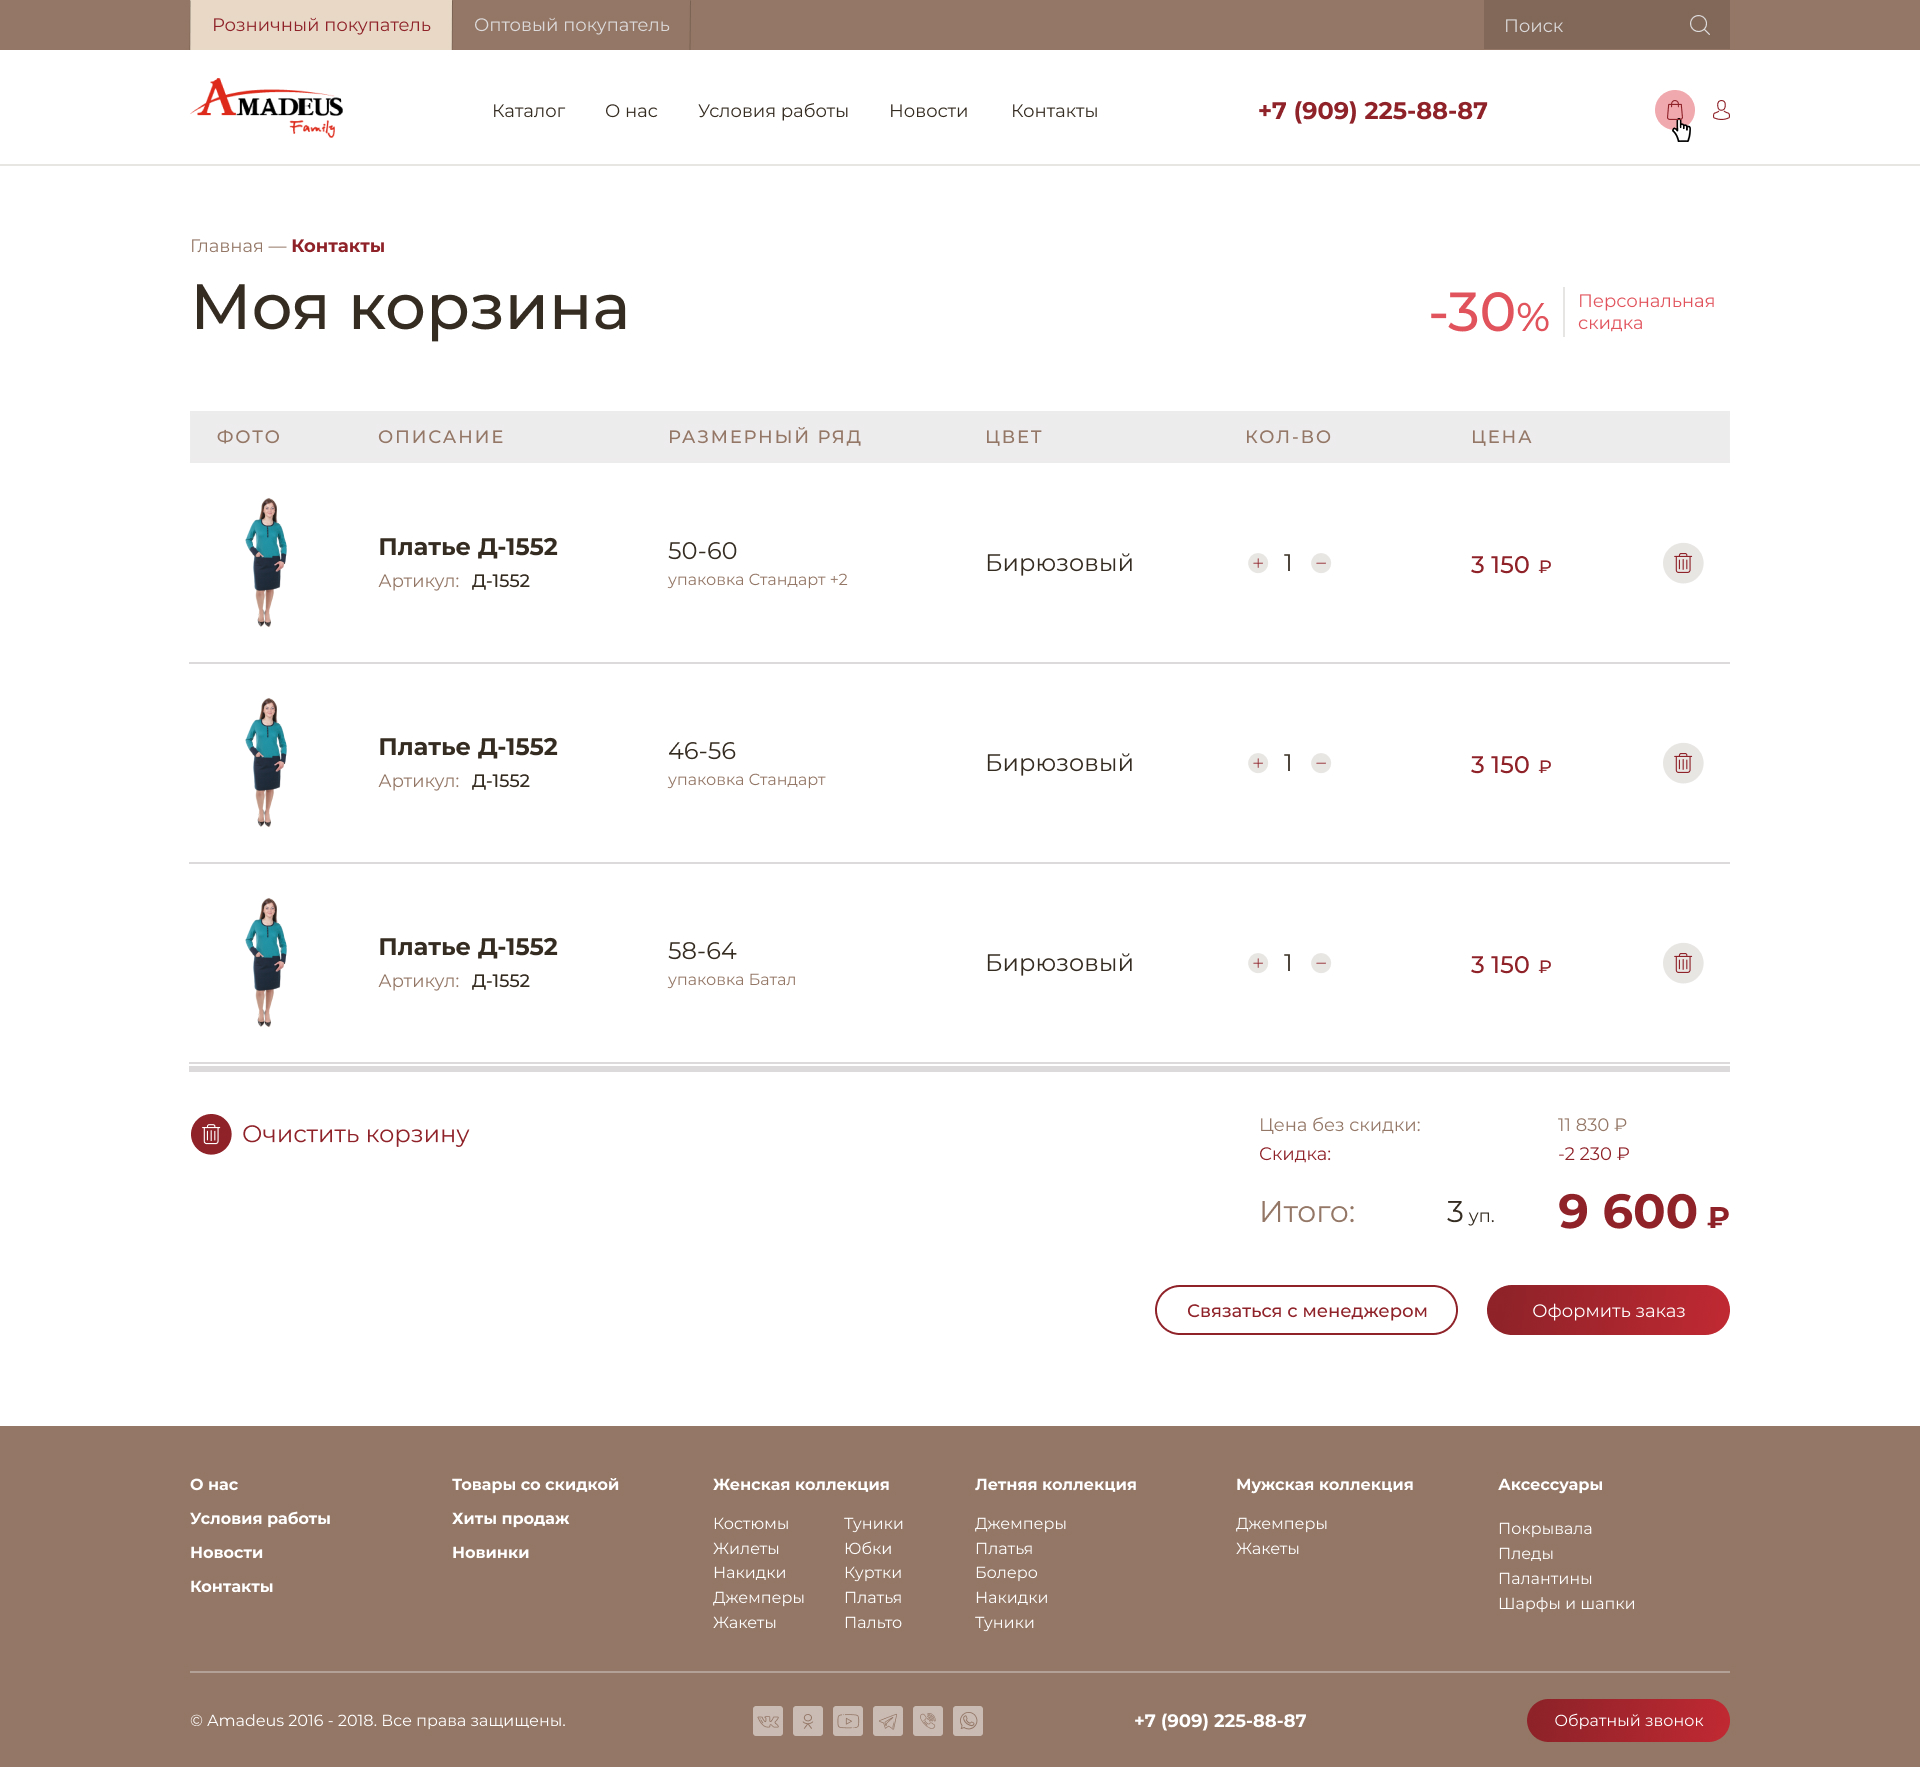 Розничный покупатель
Оптовый покупатель
Поиск
AMADEUS
Family
Каталог
О нас
Условия работы
Новости
Контакты
+7 (909) 225-88-87
Главная — Контакты
Моя корзина
-30%
Персональная
скидка
ФОТО
ОПИСАНИЕ
РАЗМЕРНЫЙ РЯД
ЦВЕТ
КОЛ-ВО
ЦЕНА
Платье Д-1552
Артикул: Д-1552
50-60
упаковка Стандарт +2
Бирюзовый
+ 1 −
3 150 ₽
Платье Д-1552
Артикул: Д-1552
46-56
упаковка Стандарт
Бирюзовый
+ 1 −
3 150 ₽
Платье Д-1552
Артикул: Д-1552
58-64
упаковка Батал
Бирюзовый
+ 1 −
3 150 ₽
Очистить корзину
Цена без скидки: 11 830 ₽
Скидка: -2 230 ₽
Итого: 3 уп. 9 600 ₽
Связаться с менеджером
Оформить заказ
О нас
Условия работы
Новости
Контакты
Товары со скидкой
Хиты продаж
Новинки
Женская коллекция
Костюмы
Жилеты
Накидки
Джемперы
Жакеты
Туники
Юбки
Куртки
Платья
Пальто
Летняя коллекция
Джемперы
Платья
Болеро
Накидки
Туники
Мужская коллекция
Джемперы
Жакеты
Аксессуары
Покрывала
Пледы
Палантины
Шарфы и шапки
© Amadeus 2016 - 2018. Все права защищены.
+7 (909) 225-88-87
Обратный звонок